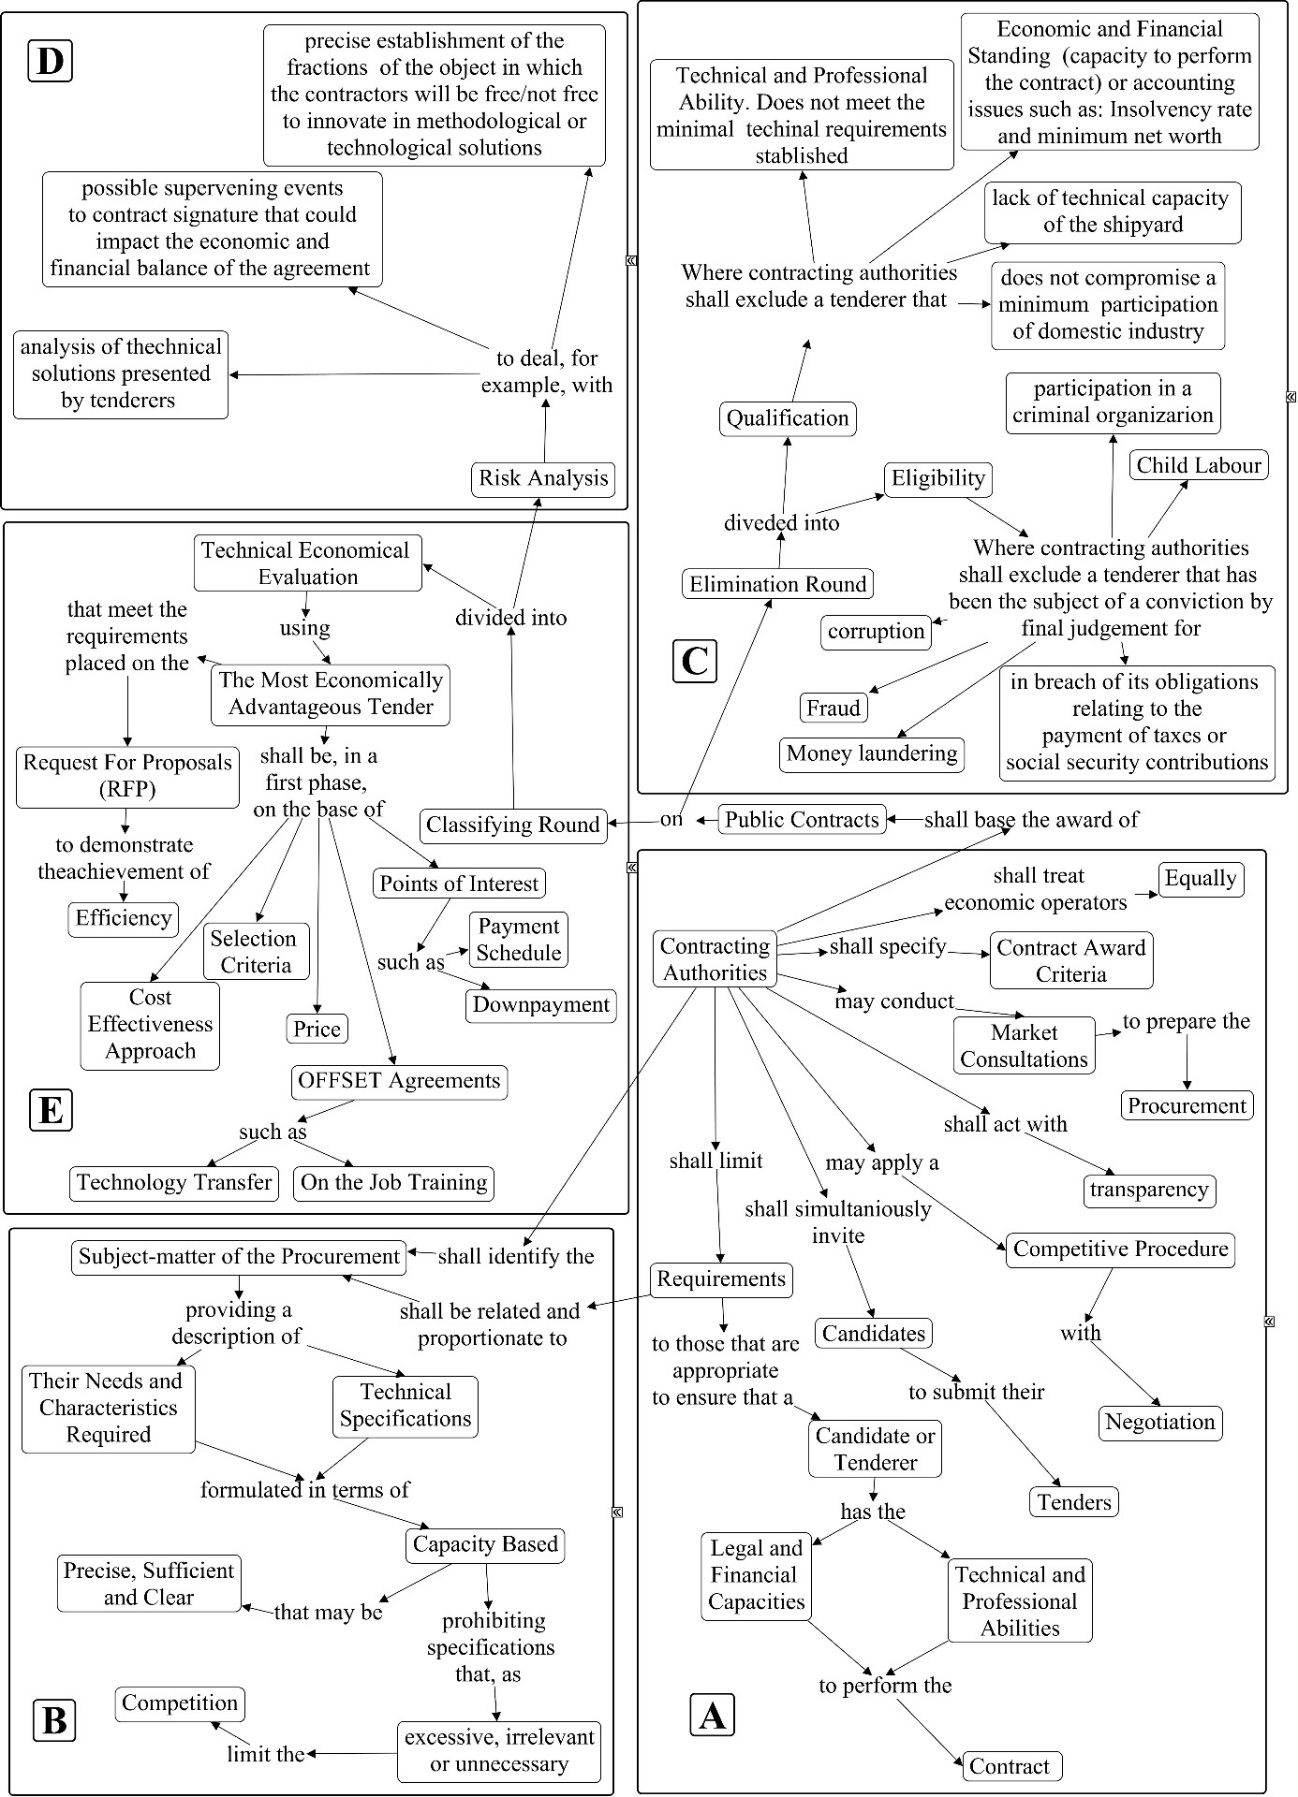 D
precise establishment of the
fractions of the object in which
the contractors will be free/not free
to innovate in methodological or
technological solutions
possible supervening events
to contract signature that could
impact the economic and
financial balance of the agreement
analysis of thechnical
solutions presented
by tenderers
to deal, for
example, with
Risk Analysis
Technical and Professional
Ability. Does not meet the
minimal techinal requirements
stablished
Economic and Financial
Standing (capacity to perform
the contract) or accounting
issues such as: Insolvency rate
and minimum net worth
lack of technical capacity
of the shipyard
Where contracting authorities
shall exclude a tenderer that
does not compromise a
minimum participation
of domestic industry
Qualification
participation in a
criminal organizarion
Child Labour
Eligibility
diveded into
Where contracting authorities
shall exclude a tenderer that has
been the subject of a conviction by
final judgement for
Elimination Round
corruption
C
Fraud
Money laundering
in breach of its obligations
relating to the
payment of taxes or
social security contributions
Technical Economical
Evaluation
divided into
using
that meet the
requirements
placed on the
The Most Economically
Advantageous Tender
Request For Proposals
(RFP)
shall be, in a
first phase,
on the base of
Classifying Round
on
Public Contracts
shall base the award of
to demonstrate
theachievement of
Efficiency
Points of Interest
Selection
Criteria
Payment
Schedule
such as
Downpayment
Cost
Effectiveness
Approach
Price
OFFSET Agreements
E
such as
Technology Transfer
On the Job Training
shall treat
economic operators
Equally
Contracting
Authorities
shall specify
Contract Award
Criteria
may conduct
Market
Consultations
to prepare the
Procurement
shall act with
transparency
shall limit
may apply a
shall simultaniously
invite
Competitive Procedure
Requirements
Candidates
with
to those that are
appropriate
to ensure that a
to submit their
Negotiation
Candidate or
Tenderer
Tenders
has the
Legal and
Financial
Capacities
Technical and
Professional
Abilities
to perform the
A
Contract
Subject-matter of the Procurement
shall identify the
providing a
description of
shall be related and
proportionate to
Their Needs and
Characteristics
Required
Technical
Specifications
formulated in terms of
Capacity Based
Precise, Sufficient
and Clear
that may be
prohibiting
specifications
that, as
Competition
B
limit the
excessive, irrelevant
or unnecessary